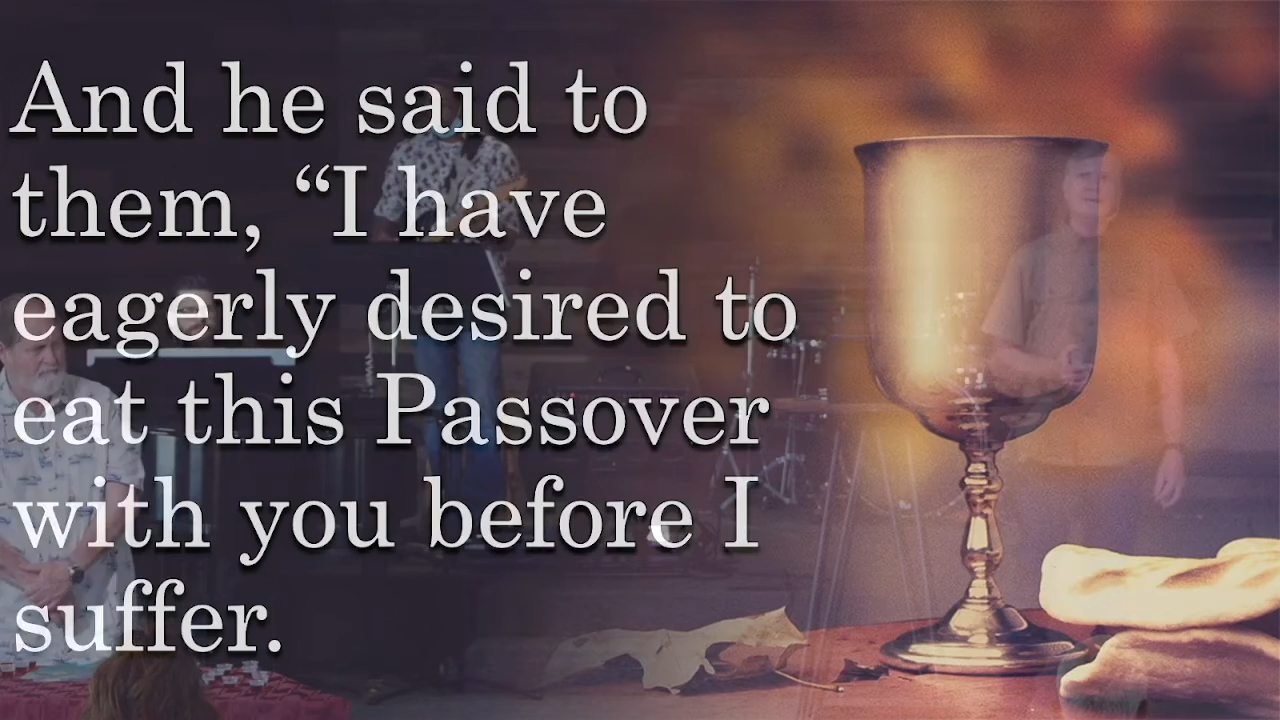 And he said to
them, “I have
eagerly desired to
eat this Passover
with you before I
suffer.